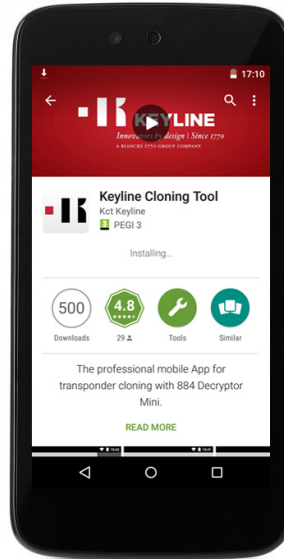 17:10
KEYLINE
Innovators by design | Since 1770
A BIANCHI 1770 GROUP COMPANY
Keyline Cloning Tool
Kct Keyline
3 PEGI 3
Installing...
500
4.8
Downloads
29
Tools
Similar
The professional mobile App for
transponder cloning with 884 Decryptor
Mini.
READ MORE